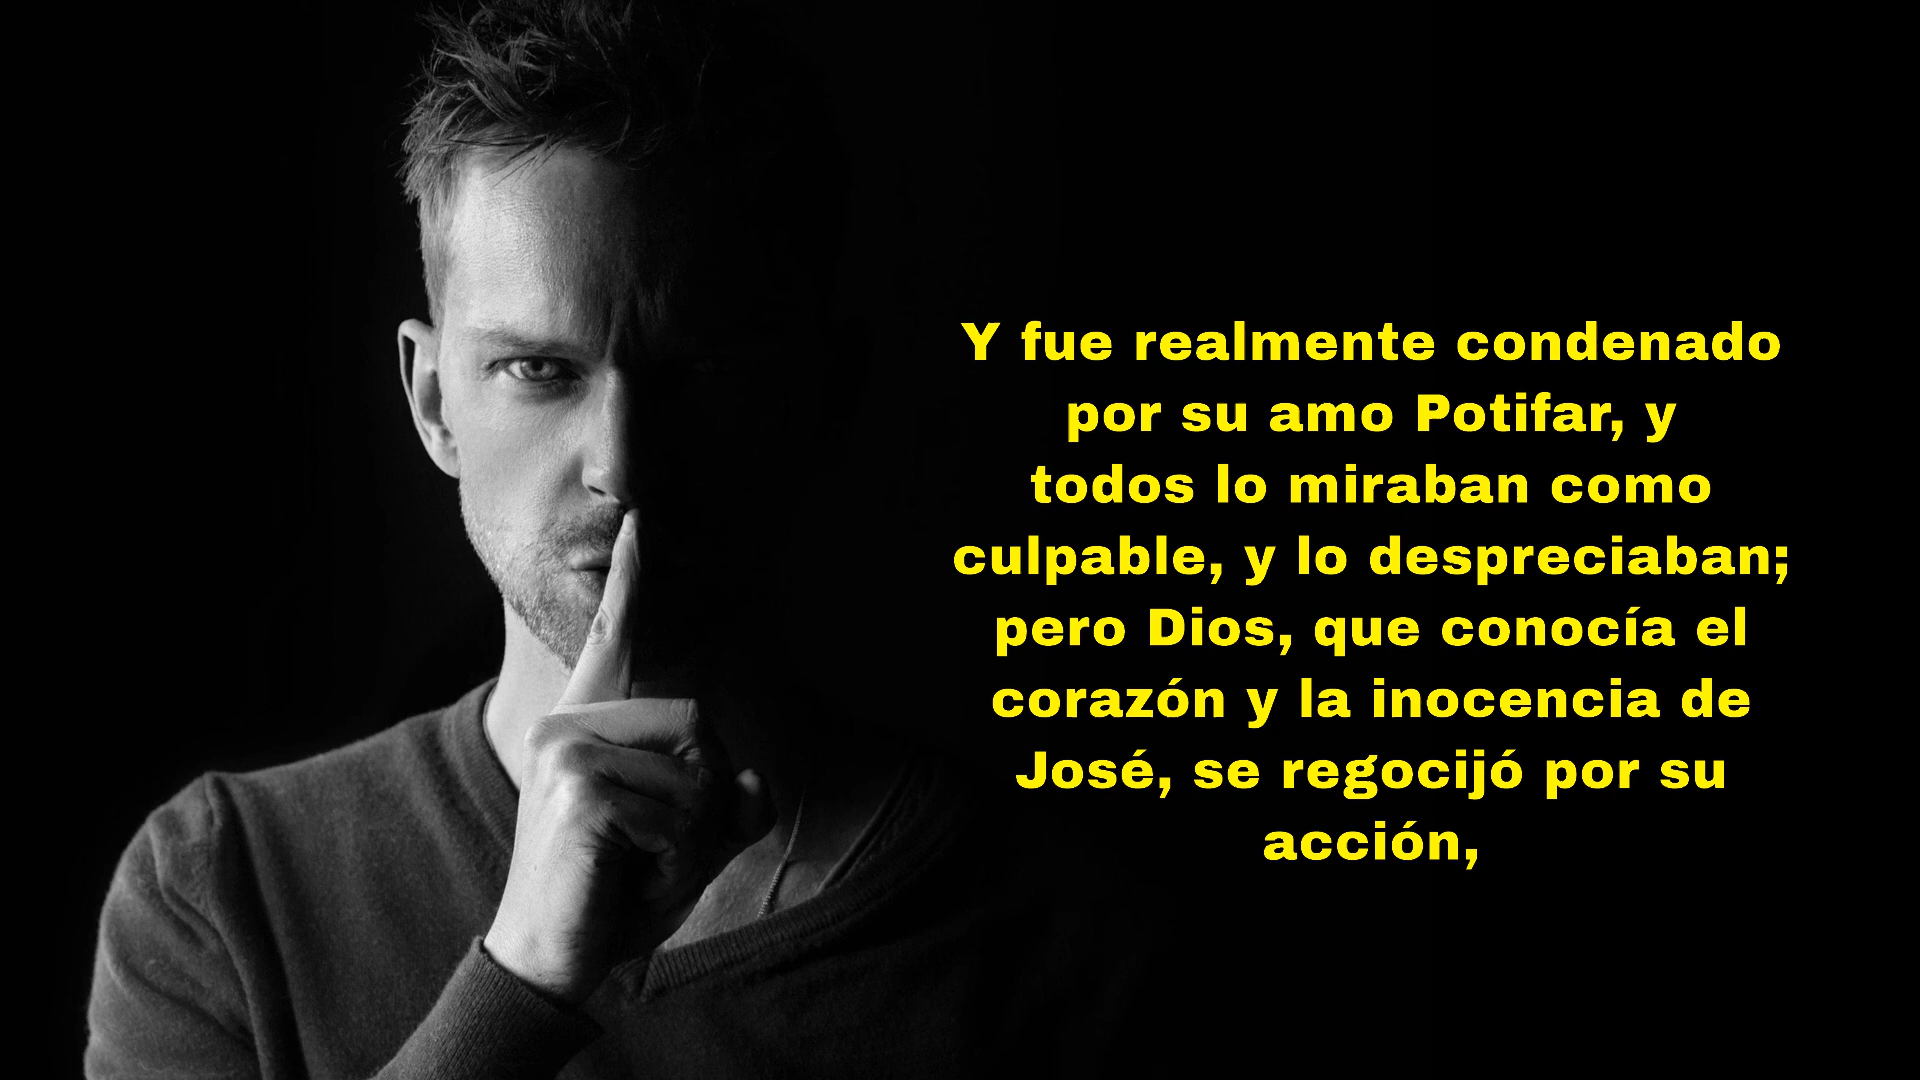 Y fue realmente condenado
por su amo Potifar, y
todos lo miraban como
culpable, y lo despreciaban;
pero Dios, que conocía el
corazón y la inocencia de
José, se regocijó por su
acción,